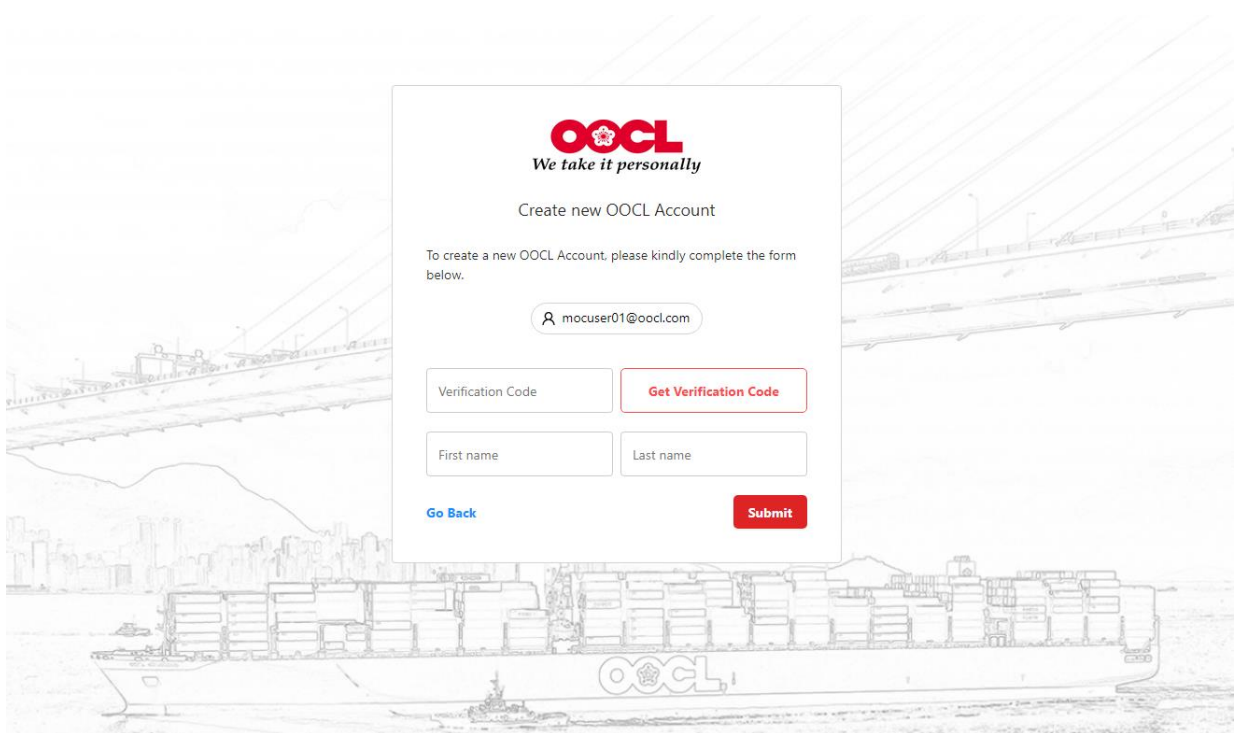 OOCL
We take it personally
Create new OOCL Account
To create a new OOCL Account, please kindly complete the form
below.
mocuser01@oocl.com
Verification Code
Get Verification Code
First name
Last name
Go Back
Submit
OOCL